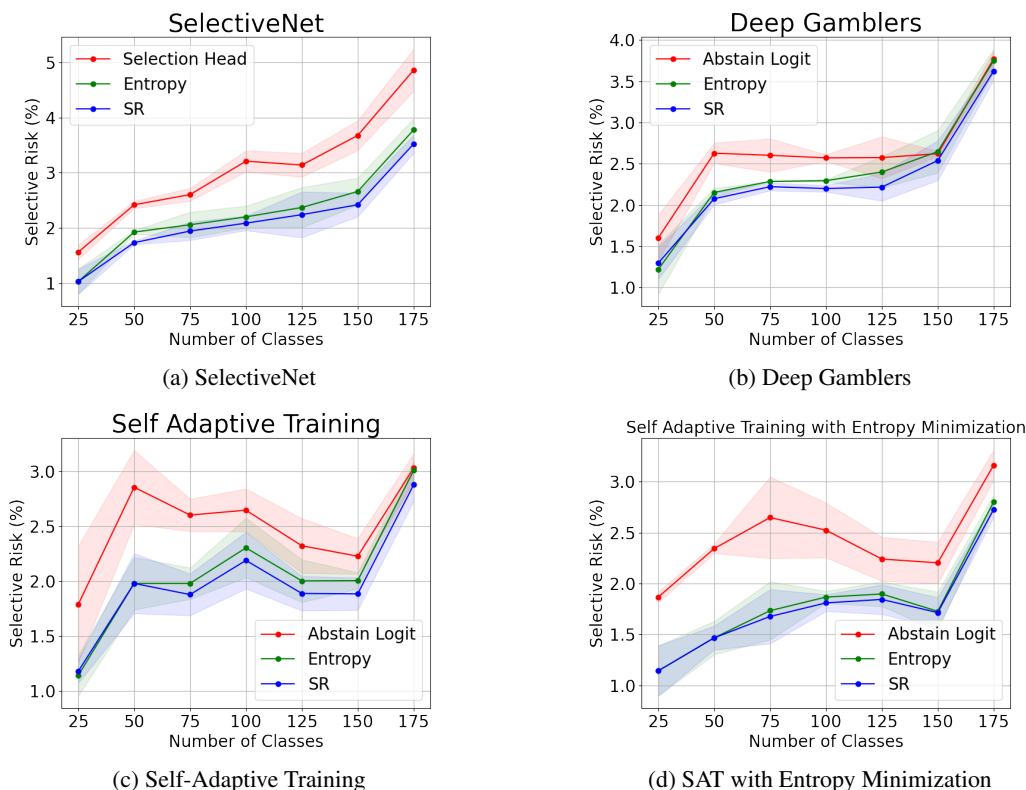 SelectiveNet
Selective Risk (%)
5
4
3
2
1
Selection Head
Entropy
SR
25 50 75 100 125 150 175
Number of Classes
(a) SelectiveNet
Deep Gamblers
Selective Risk (%)
4.0
3.5
3.0
2.5
2.0
1.5
1.0
Abstain Logit
Entropy
SR
25 50 75 100 125 150 175
Number of Classes
(b) Deep Gamblers
Self Adaptive Training
Selective Risk (%)
3.0
2.5
2.0
1.5
1.0
Abstain Logit
Entropy
SR
25 50 75 100 125 150 175
Number of Classes
(c) Self-Adaptive Training
Self Adaptive Training with Entropy Minimization
Selective Risk (%)
3.0
2.5
2.0
1.5
1.0
Abstain Logit
Entropy
SR
25 50 75 100 125 150 175
Number of Classes
(d) SAT with Entropy Minimization